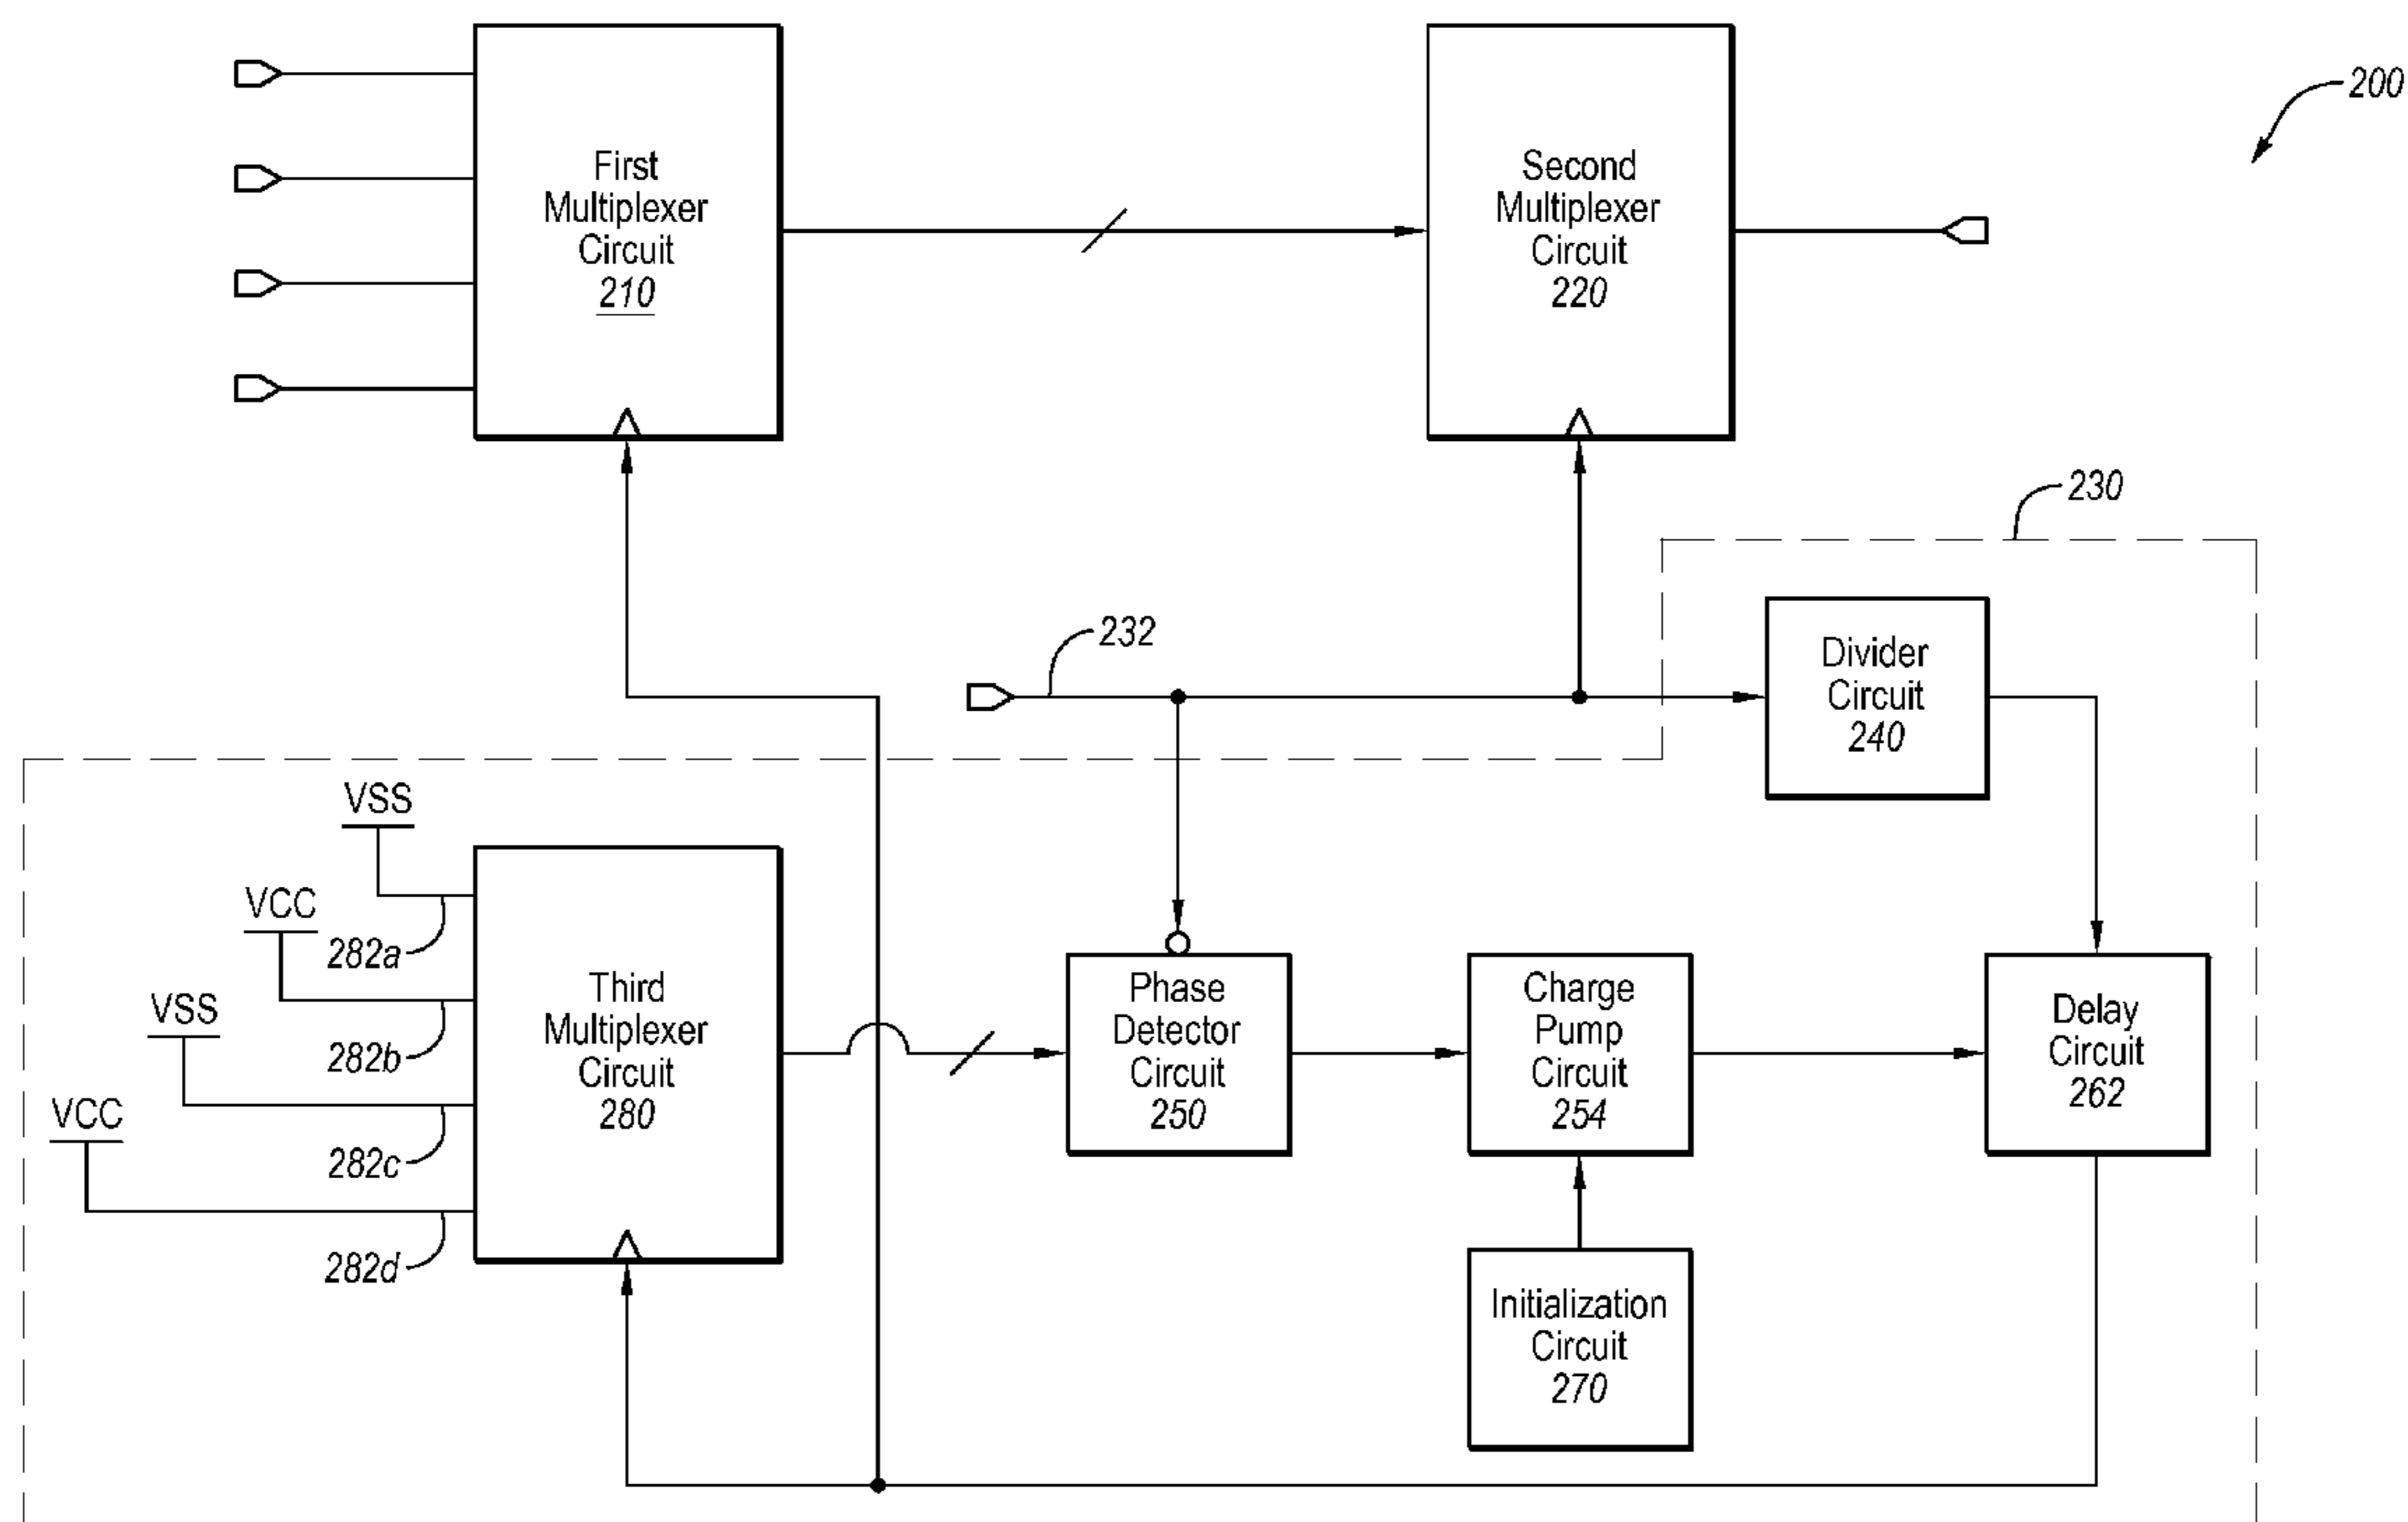 200
First
Multiplexer
Circuit
210
Second
Multiplexer
Circuit
220
230
232
Divider
Circuit
240
VSS
282a
VCC
282b
VSS
282c
VCC
282d
Third
Multiplexer
Circuit
280
Phase
Detector
Circuit
250
Charge
Pump
Circuit
254
Delay
Circuit
262
Initialization
Circuit
270